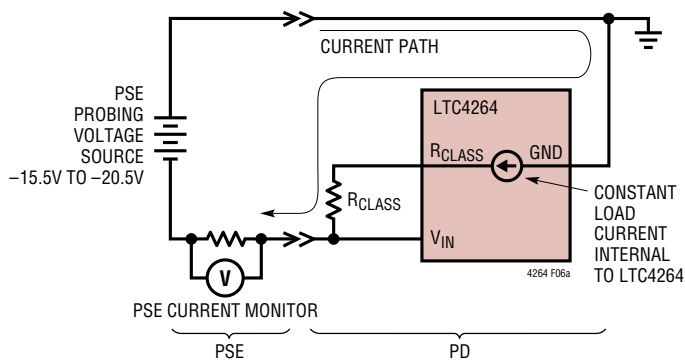 CURRENT PATH
PSE
PROBING
VOLTAGE
SOURCE
–15.5V TO –20.5V
LTC4264
RCLASS
GND
RCLASS
VIN
CONSTANT
LOAD
CURRENT
INTERNAL
TO LTC4264
4264 F06a
V
PSE CURRENT MONITOR
PSE
PD